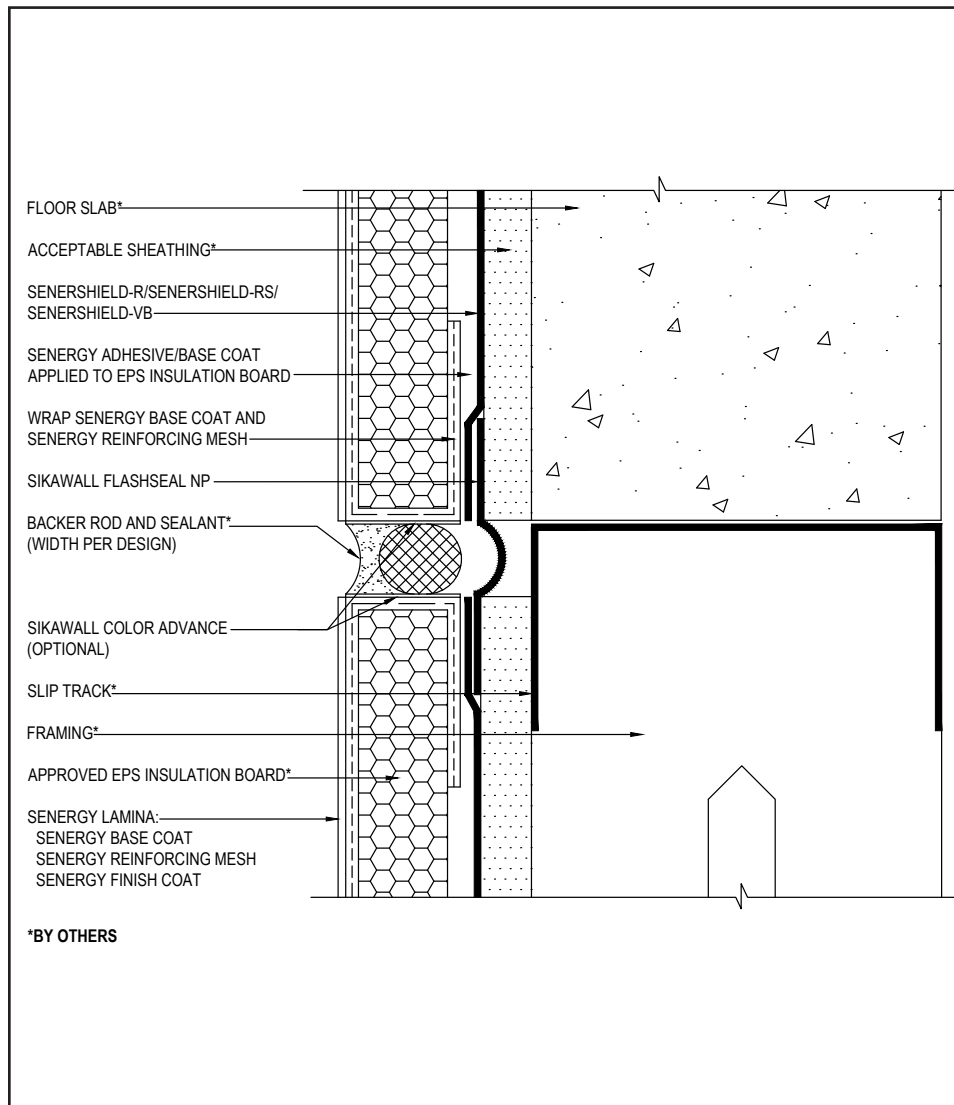 FLOOR SLAB*
ACCEPTABLE SHEATHING*
SENERSHIELD-R/SENERSHIELD-RS/
SENERSHIELD-VB
SENERGY ADHESIVE/BASE COAT
APPLIED TO EPS INSULATION BOARD
WRAP SENERGY BASE COAT AND
SENERGY REINFORCING MESH
SIKAWALL FLASHSEAL NP
BACKER ROD AND SEALANT*
(WIDTH PER DESIGN)
SIKAWALL COLOR ADVANCE
(OPTIONAL)
SLIP TRACK*
FRAMING*
APPROVED EPS INSULATION BOARD*
SENERGY LAMINA:
SENERGY BASE COAT
SENERGY REINFORCING MESH
SENERGY FINISH COAT
*BY OTHERS